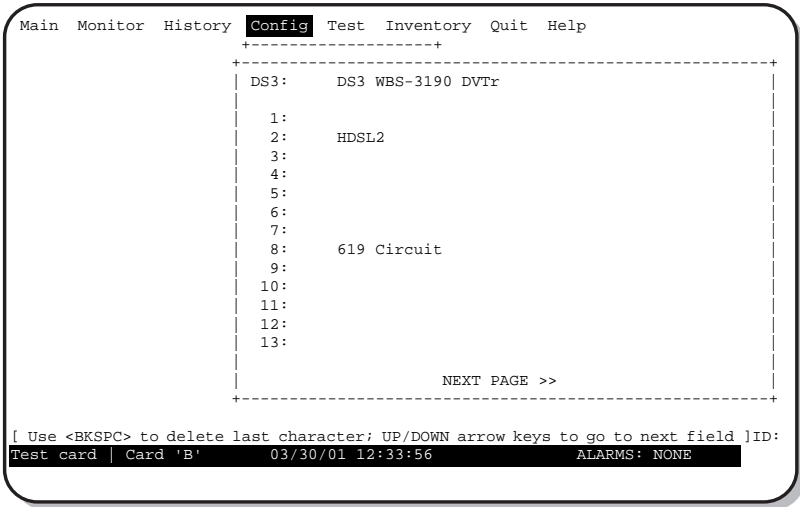 Main Monitor History Config Test Inventory Quit Help
+-------------------+
+-------------------------------------------------------+
| DS3: DS3 WBS-3190 DVTr |
| |
| 1: |
| 2: HDSL2 |
| 3: |
| 4: |
| 5: |
| 6: |
| 7: |
| 8: 619 Circuit |
| 9: |
| 10: |
| 11: |
| 12: |
| 13: |
| |
| NEXT PAGE >> |
+-------------------------------------------------------+
[ Use <BKSPC> to delete last character; UP/DOWN arrow keys to go to next field ]ID:
Test card | Card 'B' 03/30/01 12:33:56 ALARMS: NONE